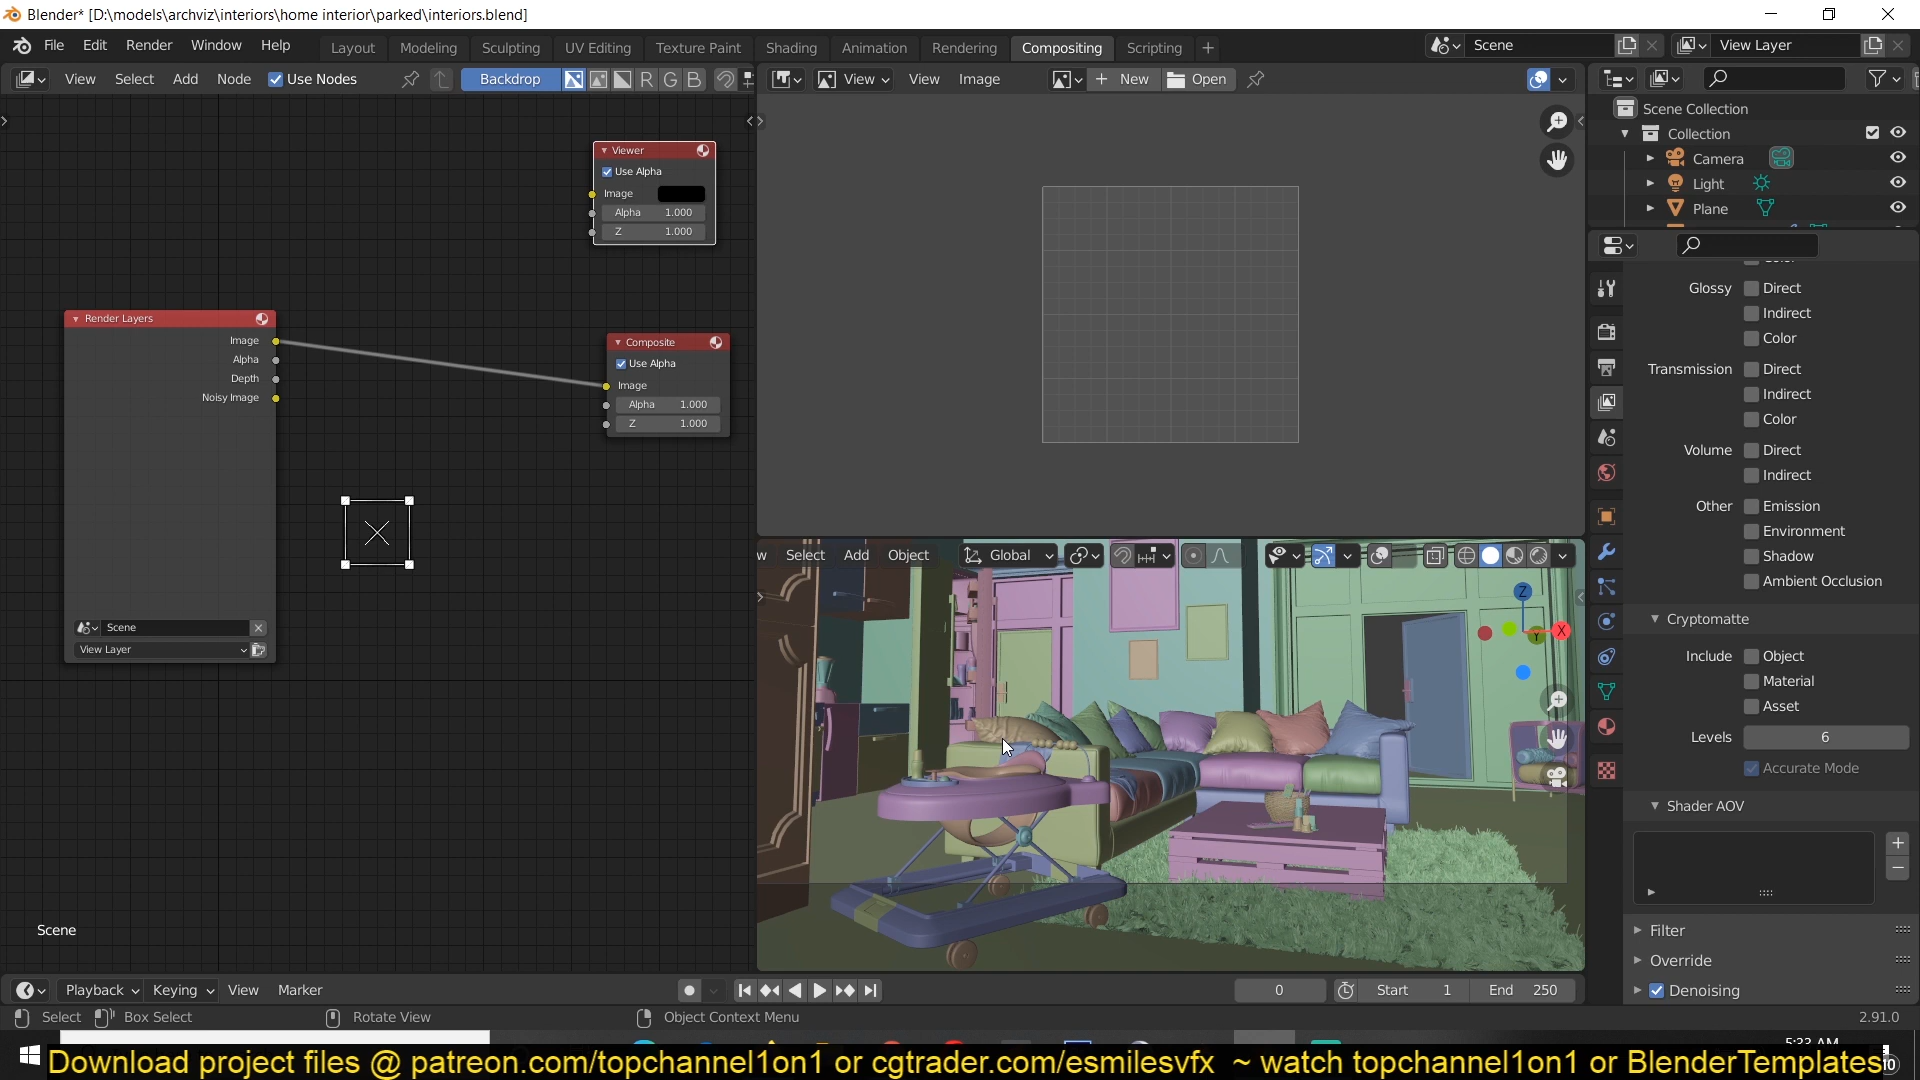 Blender* [D:\models\archviz\interiors\home interior\parked\interiors.blend]
File Edit Render Window Help Layout Modeling Sculpting UV Editing Texture Paint Shading Animation Rendering Compositing Scripting + Scene View Layer
View Select Add Node Use Nodes Backdrop R G B View View Image + New Open
Scene Collection
Collection
Camera
Light
Plane
Viewer
Use Alpha
Image
Alpha 1.000
Z 1.000
Render Layers
Image
Alpha
Depth
Noisy Image
Scene
View Layer
Composite
Use Alpha
Image
Alpha 1.000
Z 1.000
Scene
Select Add Object Global
Z
X
Y
Color
Glossy Direct
Indirect
Color
Transmission Direct
Indirect
Color
Volume Direct
Indirect
Other Emission
Environment
Shadow
Ambient Occlusion
Cryptomatte
Include Object
Material
Asset
Levels 6
Accurate Mode
Shader AOV
Filter
Override
Denoising
Playback Keying View Marker 0 Start 1 End 250
Select Box Select Rotate View Object Context Menu 2.91.0
5:33 AM
Download project files @ patreon.com/topchannel1on1 or cgtrader.com/esmilesvfx ~ watch topchannel1on1 or BlenderTemplates